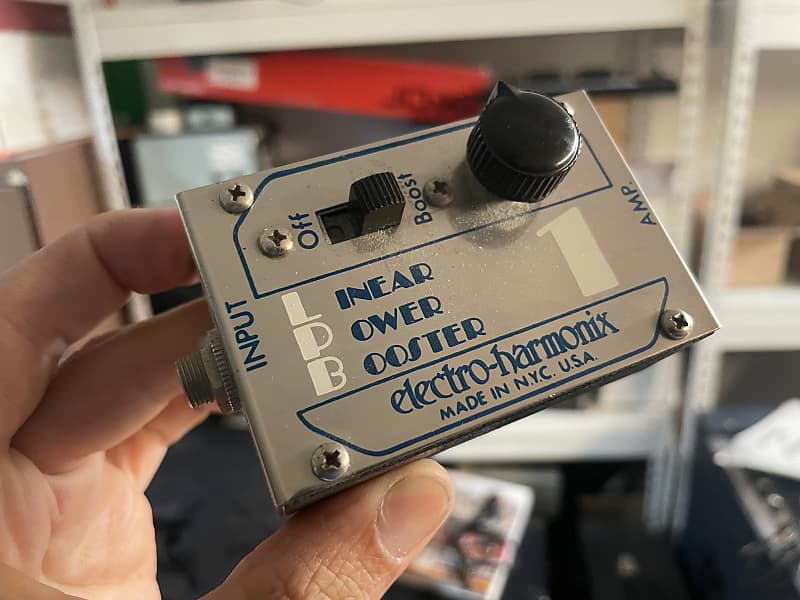 Off
Boost
AMP
INPUT
LINEAR
POWER
BOOSTER
1
electro-harmonix
MADE IN N.Y.C. U.S.A.